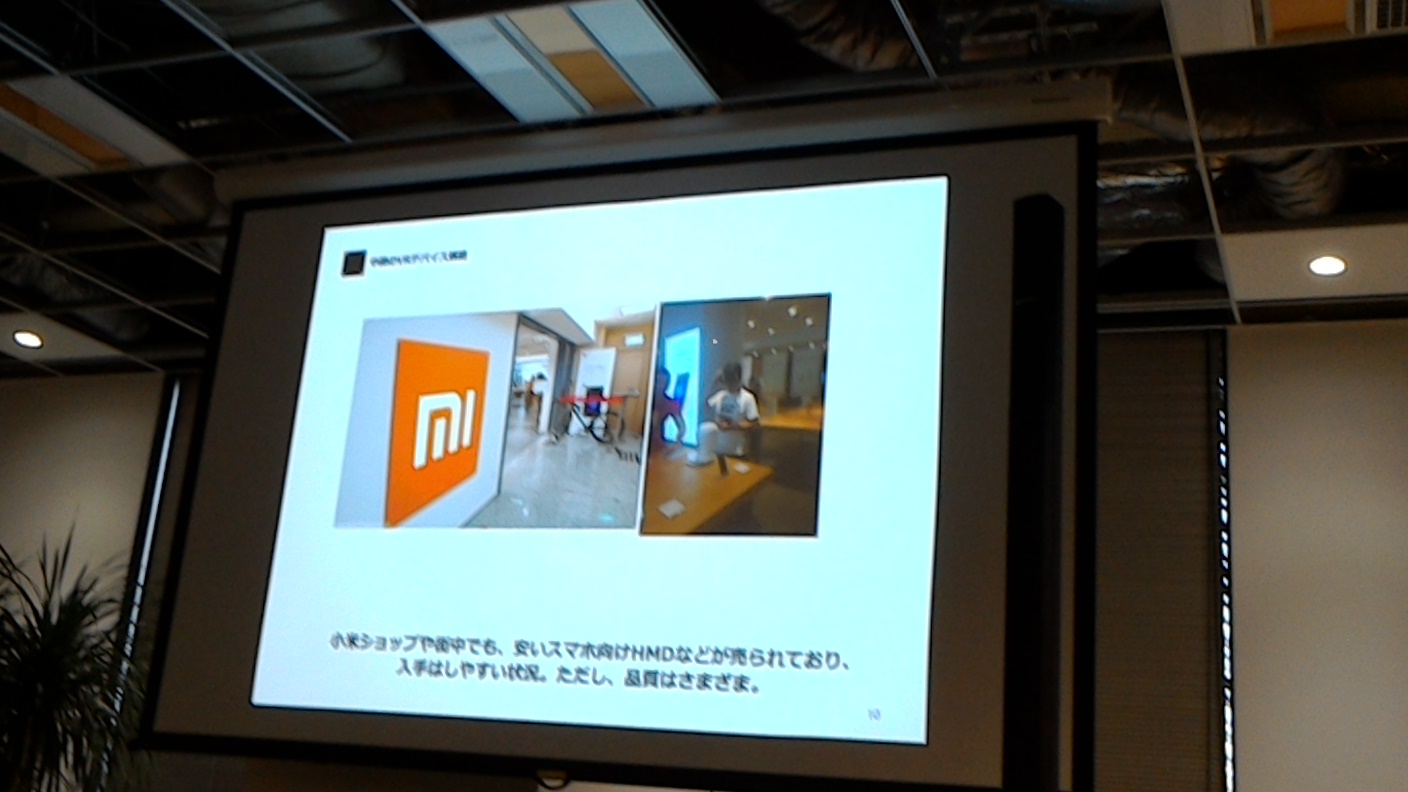 中国のVRデバイス事情
mi
小米ショップや街中でも、安いスマホ向けHMDなどが売られており、
入手はしやすい状況。ただし、品質はさまざま。
10